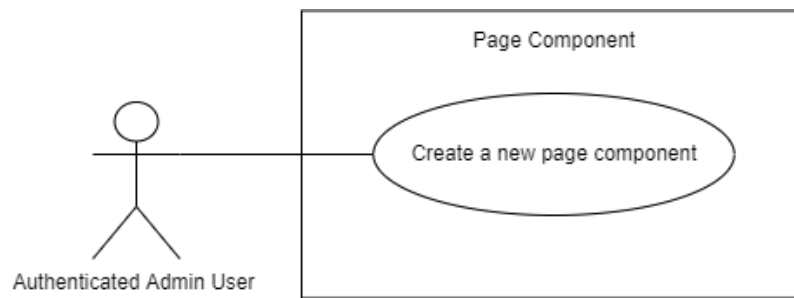 Page Component
Create a new page component
Authenticated Admin User